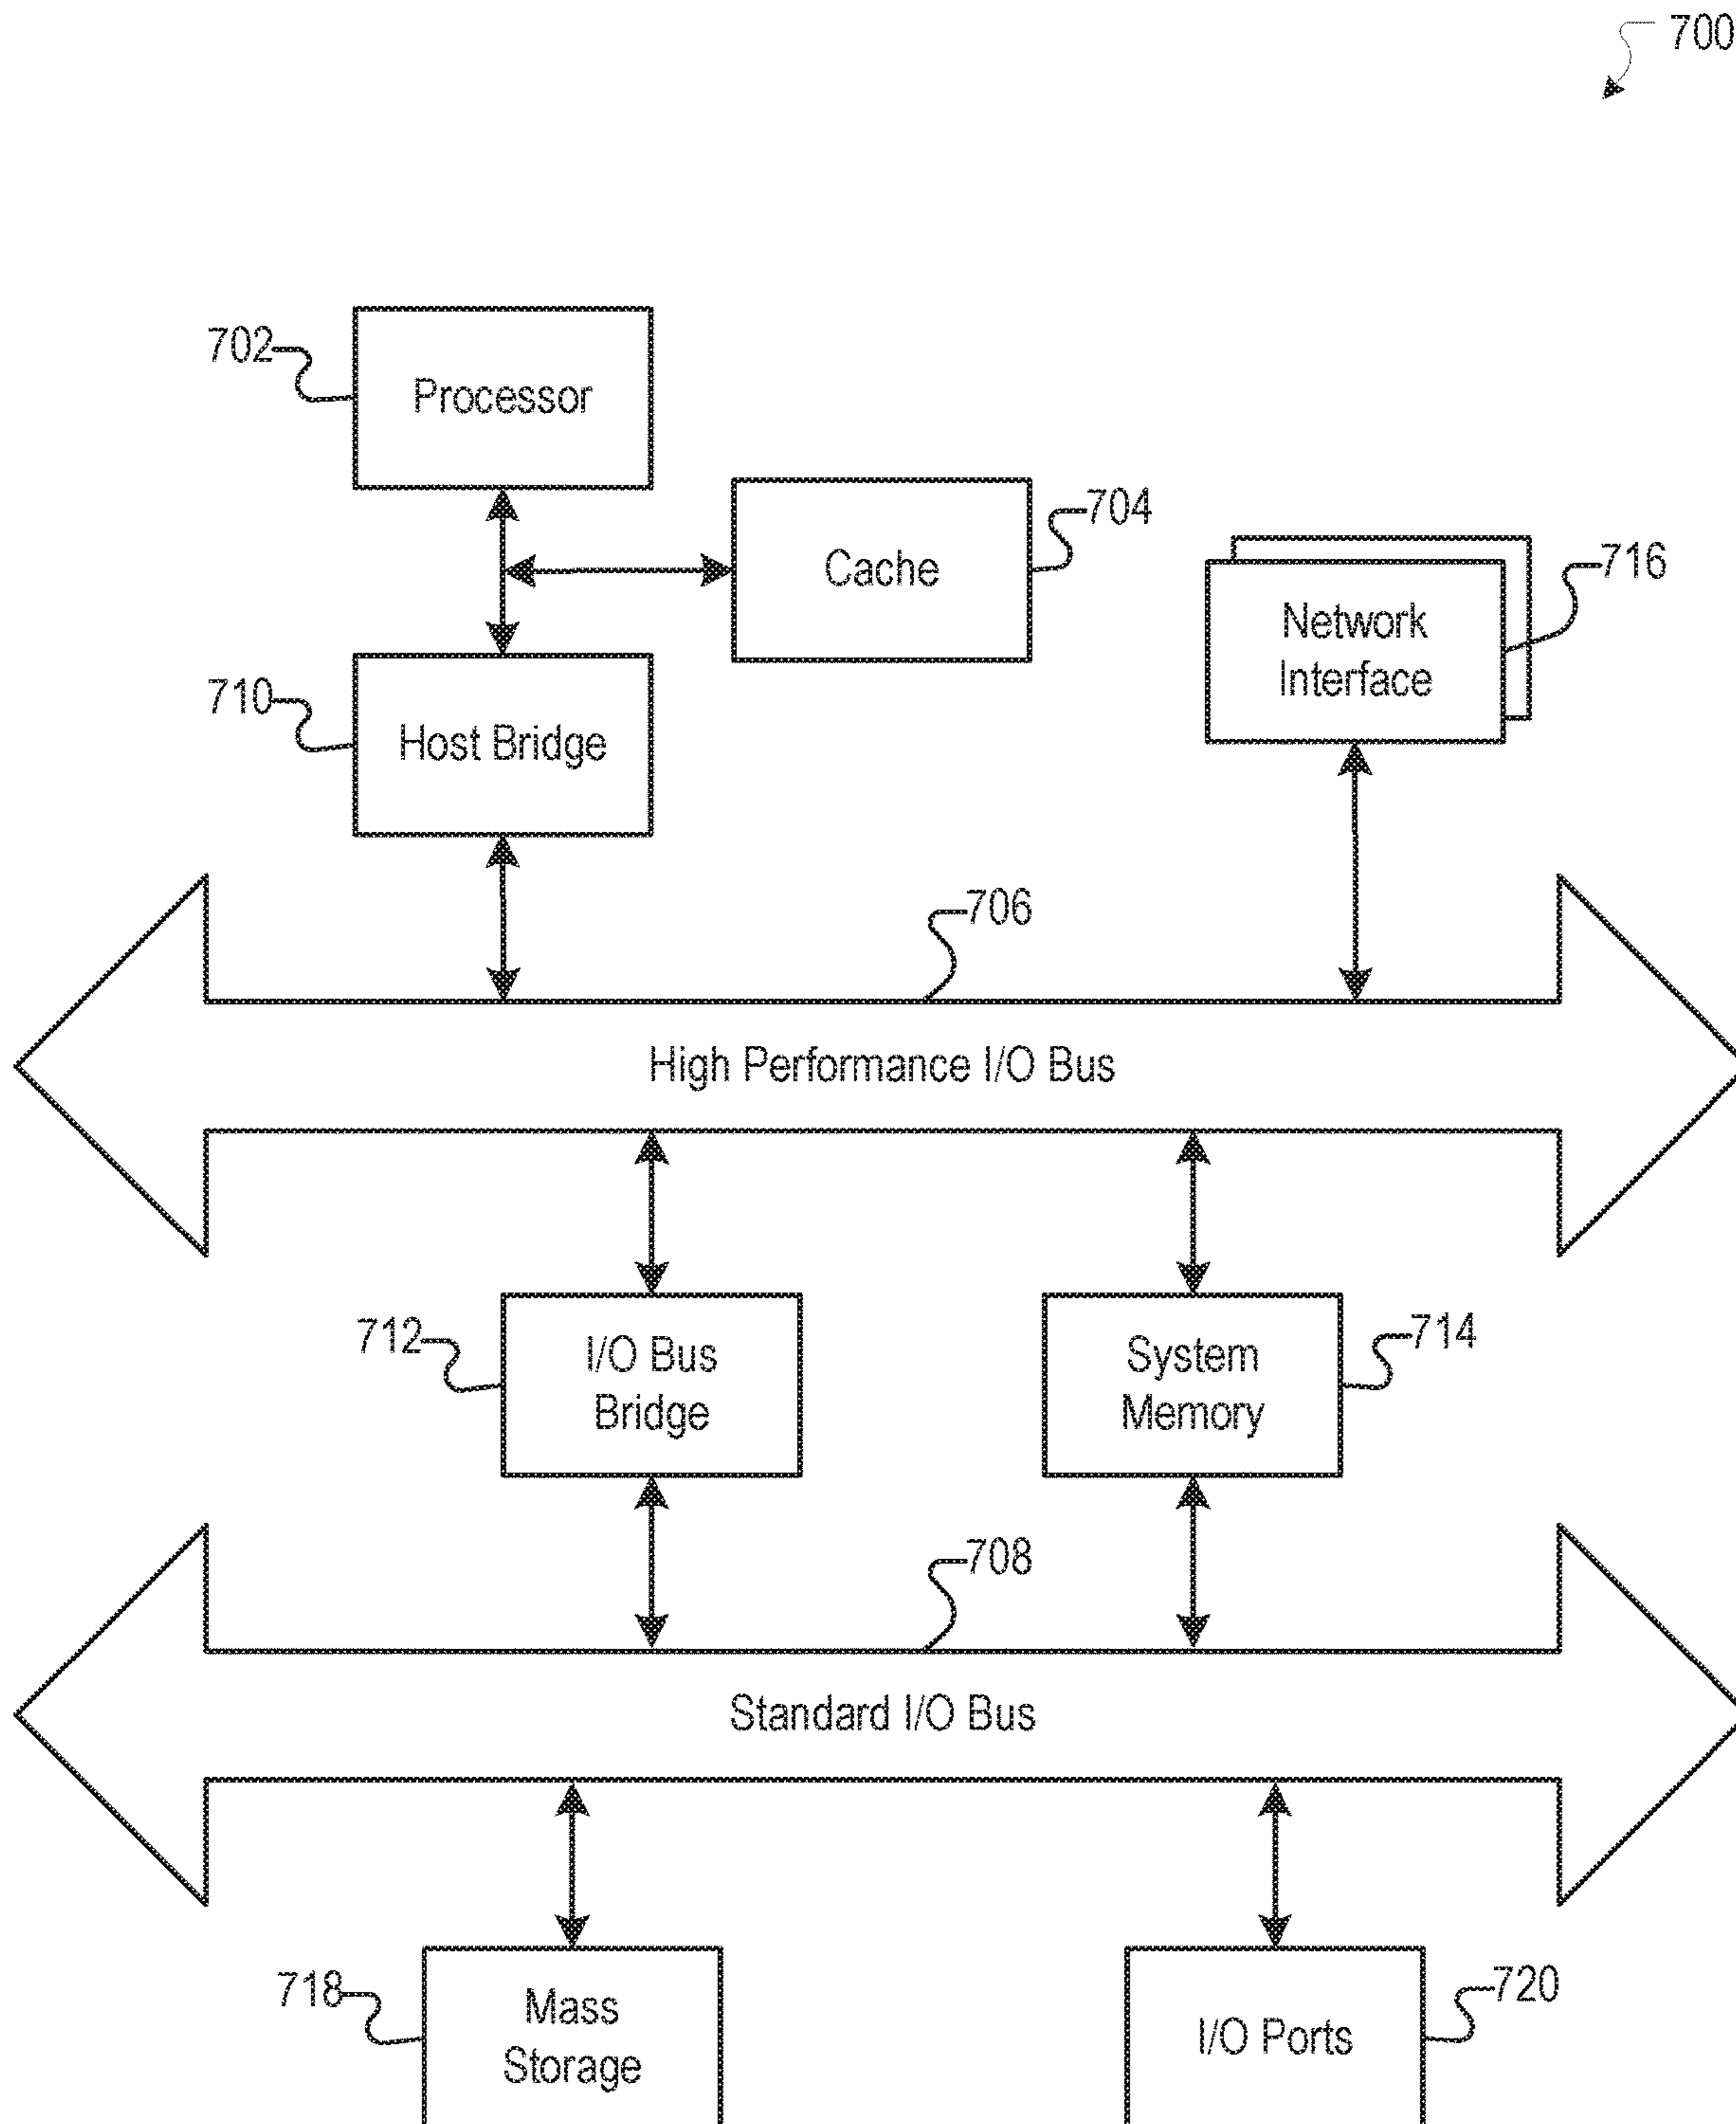 700
702
Processor
704
Cache
716
Network
Interface
710
Host Bridge
706
High Performance I/O Bus
712
I/O Bus
Bridge
System
Memory
714
708
Standard I/O Bus
718
Mass
Storage
I/O Ports
720